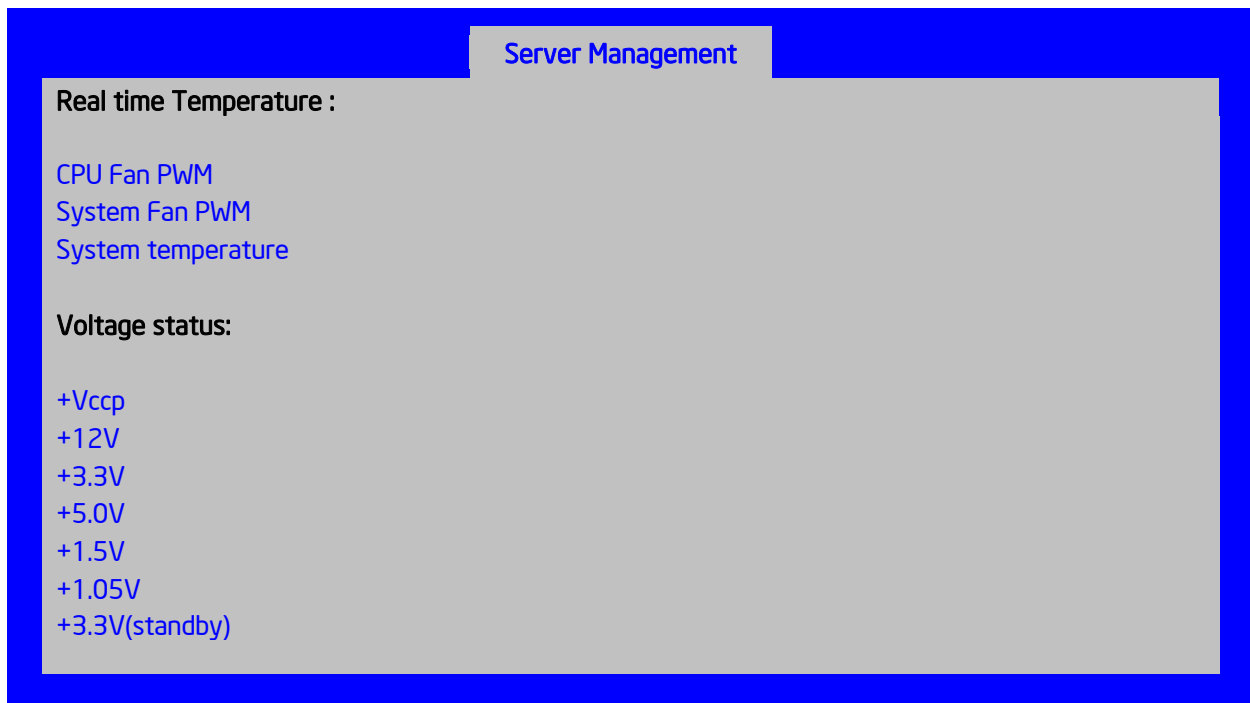 Server Management
Real time Temperature :
CPU Fan PWM
System Fan PWM
System temperature
Voltage status:
+Vccp
+12V
+3.3V
+5.0V
+1.5V
+1.05V
+3.3V(standby)